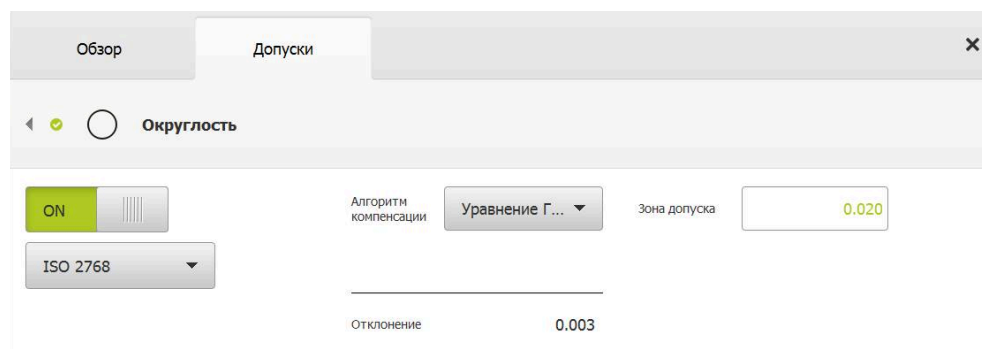 Обзор
Допуски
Округлость
ON
Алгоритм
компенсации
Уравнение Г...
Зона допуска
0.020
ISO 2768
Отклонение
0.003